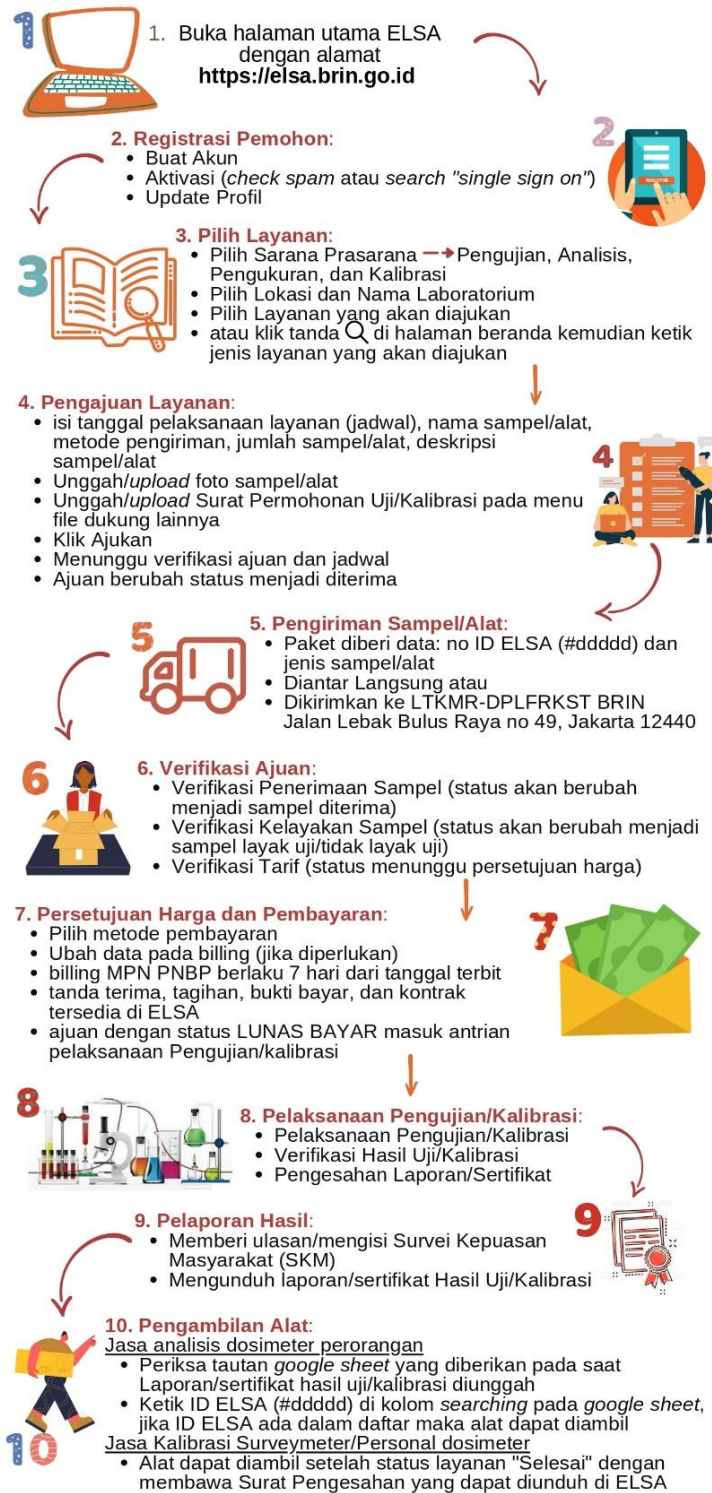 1
1. Buka halaman utama ELSA
dengan alamat
https://elsa.brin.go.id
2
REGISTER
2. Registrasi Pemohon:
• Buat Akun
• Aktivasi (check spam atau search "single sign on")
• Update Profil
3
3. Pilih Layanan:
• Pilih Sarana Prasarana → Pengujian, Analisis,
Pengukuran, dan Kalibrasi
• Pilih Lokasi dan Nama Laboratorium
• Pilih Layanan yang akan diajukan
• atau klik tanda di halaman beranda kemudian ketik
jenis layanan yang akan diajukan
4. Pengajuan Layanan:
• isi tanggal pelaksanaan layanan (jadwal), nama sampel/alat,
metode pengiriman, jumlah sampel/alat, deskripsi
sampel/alat
• Unggah/upload foto sampel/alat
• Unggah/upload Surat Permohonan Uji/Kalibrasi pada menu
file dukung lainnya
• Klik Ajukan
• Menunggu verifikasi ajuan dan jadwal
• Ajuan berubah status menjadi diterima
4
5
5. Pengiriman Sampel/Alat:
• Paket diberi data: no ID ELSA (#ddddd) dan
jenis sampel/alat
• Diantar Langsung atau
• Dikirimkan ke LTKMR-DPLFRKST BRIN
Jalan Lebak Bulus Raya no 49, Jakarta 12440
6
6. Verifikasi Ajuan:
• Verifikasi Penerimaan Sampel (status akan berubah
menjadi sampel diterima)
• Verifikasi Kelayakan Sampel (status akan berubah menjadi
sampel layak uji/tidak layak uji)
• Verifikasi Tarif (status menunggu persetujuan harga)
7. Persetujuan Harga dan Pembayaran:
• Pilih metode pembayaran
• Ubah data pada billing (jika diperlukan)
• billing MPN PNBP berlaku 7 hari dari tanggal terbit
• tanda terima, tagihan, bukti bayar, dan kontrak
tersedia di ELSA
• ajuan dengan status LUNAS BAYAR masuk antrian
pelaksanaan Pengujian/kalibrasi
7
8
8. Pelaksanaan Pengujian/Kalibrasi:
• Pelaksanaan Pengujian/Kalibrasi
• Verifikasi Hasil Uji/Kalibrasi
• Pengesahan Laporan/Sertifikat
9
9. Pelaporan Hasil:
• Memberi ulasan/mengisi Survei Kepuasan
Masyarakat (SKM)
• Mengunduh laporan/sertifikat Hasil Uji/Kalibrasi
10. Pengambilan Alat:
Jasa analisis dosimeter perorangan
• Periksa tautan google sheet yang diberikan pada saat
Laporan/sertifikat hasil uji/kalibrasi diunggah
• Ketik ID ELSA (#ddddd) di kolom searching pada google sheet,
jika ID ELSA ada dalam daftar maka alat dapat diambil
10
Jasa Kalibrasi Surveymeter/Personal dosimeter
• Alat dapat diambil setelah status layanan "Selesai" dengan
membawa Surat Pengesahan yang dapat diunduh di ELSA